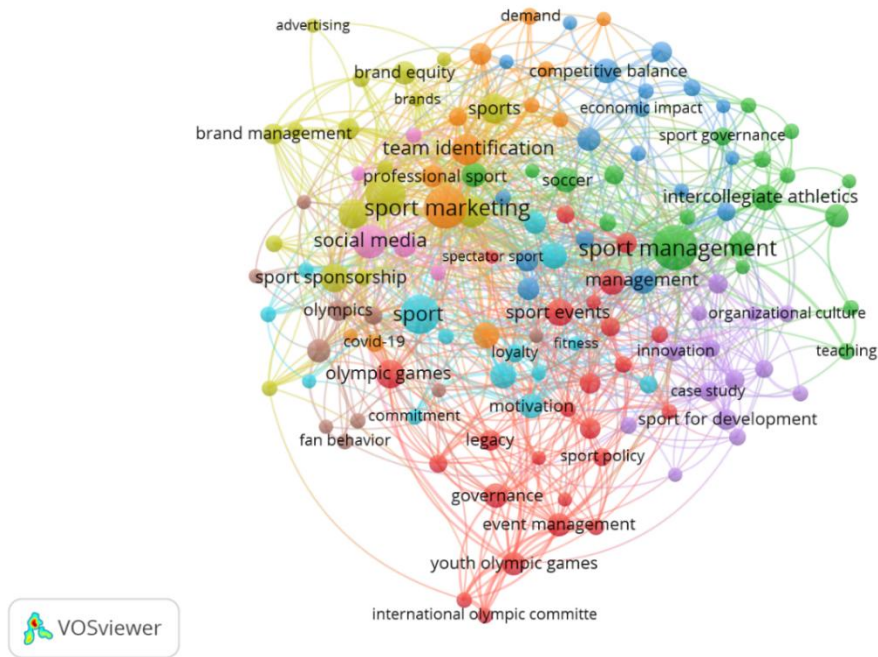 demand
advertising
brand equity
competitive balance
brands
sports
economic impact
brand management
sport governance
team identification
professional sport
soccer
intercollegiate athletics
sport marketing
social media
sport management
spectator sport
sport sponsorship
management
olympics
sport
sport events
organizational culture
covid-19
loyalty
fitness
innovation
teaching
olympic games
case study
motivation
commitment
sport for development
fan behavior
legacy
sport policy
governance
event management
youth olympic games
international olympic committe
VOSviewer